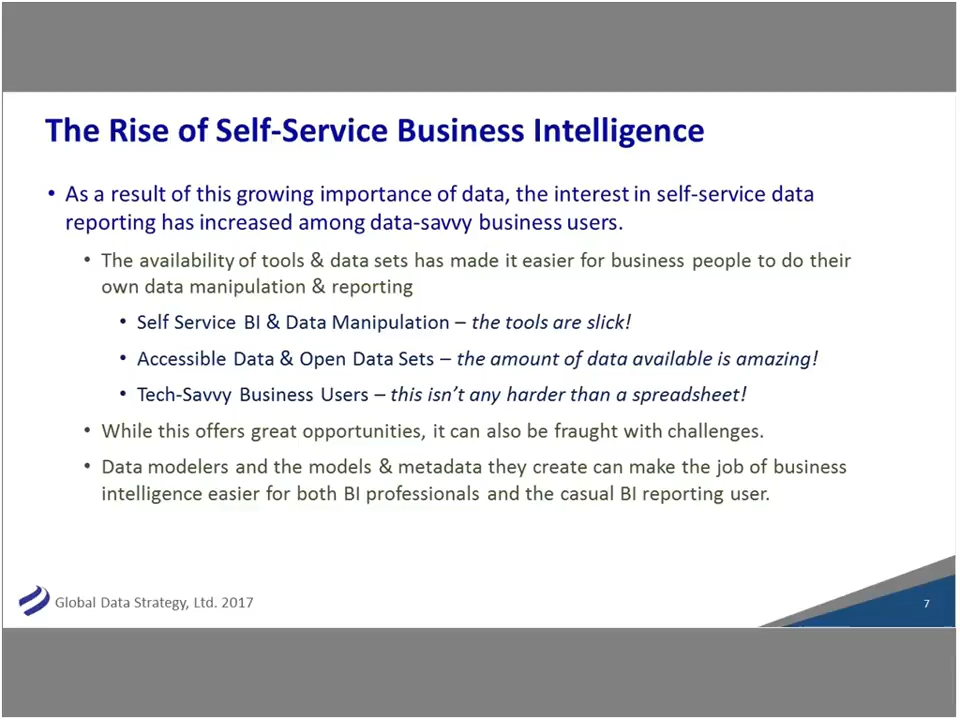 The Rise of Self-Service Business Intelligence
• As a result of this growing importance of data, the interest in self-service data
reporting has increased among data-savvy business users.
• The availability of tools & data sets has made it easier for business people to do their
own data manipulation & reporting
• Self Service BI & Data Manipulation – the tools are slick!
• Accessible Data & Open Data Sets – the amount of data available is amazing!
• Tech-Savvy Business Users – this isn't any harder than a spreadsheet!
• While this offers great opportunities, it can also be fraught with challenges.
• Data modelers and the models & metadata they create can make the job of business
intelligence easier for both BI professionals and the casual BI reporting user.
Global Data Strategy, Ltd. 2017
7